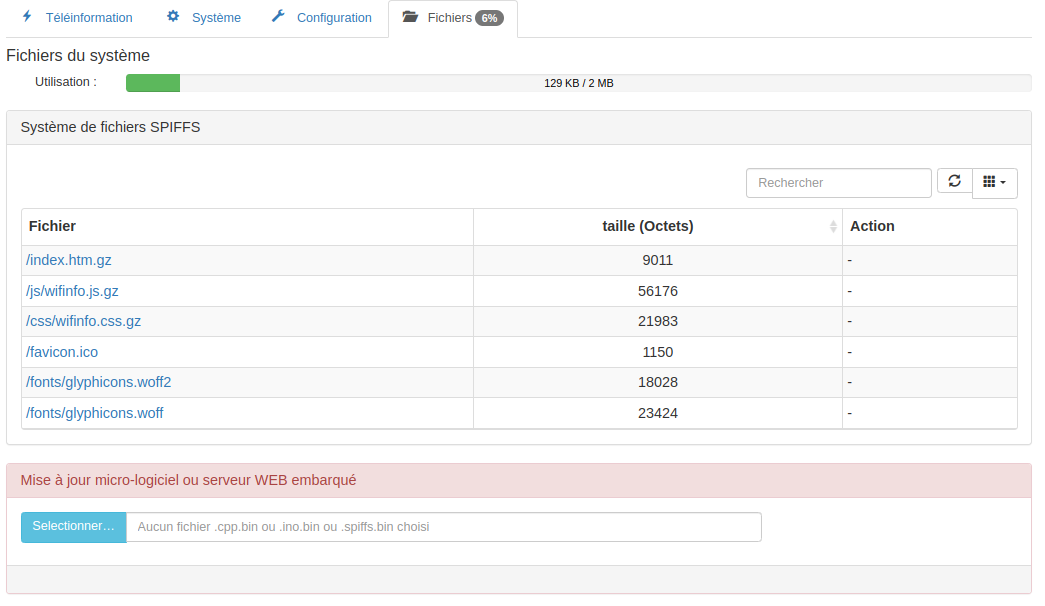 Téléinformation Système Configuration Fichiers 6%
Fichiers du système
Utilisation : 129 KB / 2 MB
Système de fichiers SPIFFS
Rechercher
Fichier taille (Octets) Action
/index.htm.gz 9011 -
/js/wifinfo.js.gz 56176 -
/css/wifinfo.css.gz 21983 -
/favicon.ico 1150 -
/fonts/glyphicons.woff2 18028 -
/fonts/glyphicons.woff 23424 -
Mise à jour micro-logiciel ou serveur WEB embarqué
Selectionner... Aucun fichier .cpp.bin ou .ino.bin ou .spiffs.bin choisi